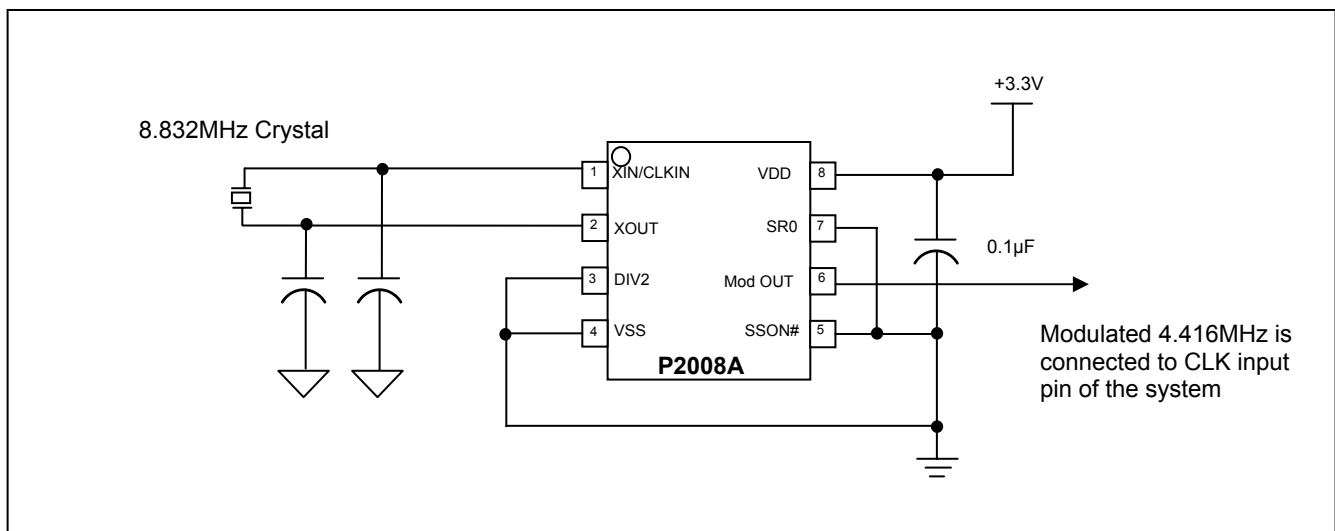 +3.3V
8.832MHz Crystal
1 XIN/CLKIN VDD 8
2 XOUT SR0 7
0.1µF
3 DIV2 Mod OUT 6
4 VSS SSON# 5
P2008A
Modulated 4.416MHz is
connected to CLK input
pin of the system